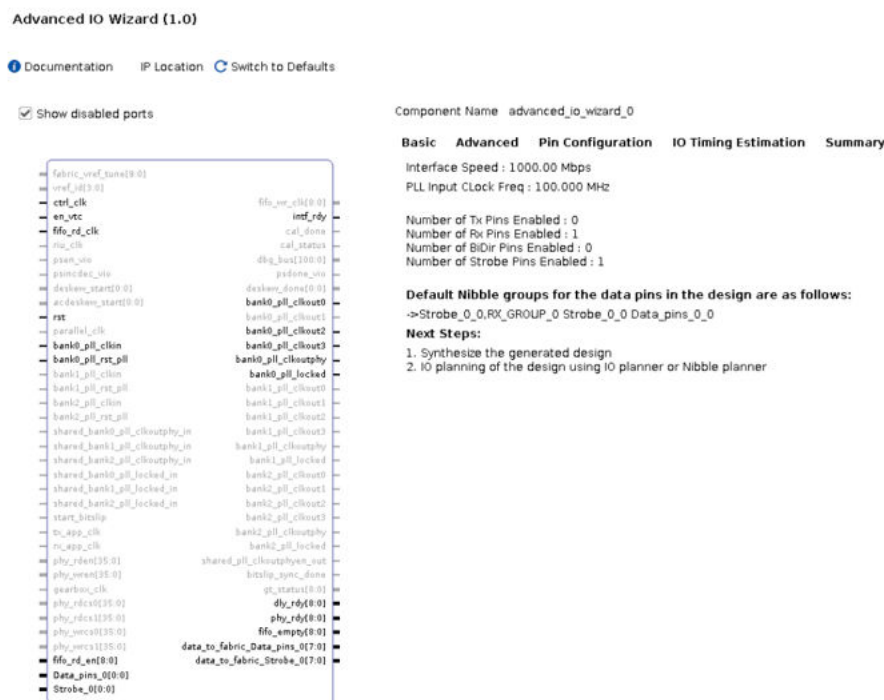 Advanced IO Wizard (1.0)
Documentation IP Location Switch to Defaults
Show disabled ports
fabric_vref_tune[9:0]
vref_id[3:0]
ctrl_clk
en_vtc
fifo_rd_clk
riu_clk
psen_vio
psincdec_vio
deskew_start[0:0]
acdeskew_start[0:0]
rst
parallel_clk
bank0_pll_clkin
bank0_pll_rst_pll
bank1_pll_clkin
bank1_pll_rst_pll
bank2_pll_clkin
bank2_pll_rst_pll
shared_bank0_pll_clkoutphy_in
shared_bank1_pll_clkoutphy_in
shared_bank2_pll_clkoutphy_in
shared_bank0_pll_locked_in
shared_bank1_pll_locked_in
shared_bank2_pll_locked_in
start_bitslip
tx_app_clk
rx_app_clk
phy_rden[35:0]
phy_wren[35:0]
gearbox_clk
phy_rdcs0[35:0]
phy_rdcs1[35:0]
phy_wrcs0[35:0]
phy_wrcs1[35:0]
fifo_rd_en[8:0]
Data_pins_0[0:0]
Strobe_0[0:0]
fifo_wr_clk[0:0]
intf_rdy
cal_done
cal_status
dbg_bus[100:0]
psdone_vio
deskew_done[0:0]
bank0_pll_clkout0
bank0_pll_clkout1
bank0_pll_clkout2
bank0_pll_clkout3
bank0_pll_clkoutphy
bank0_pll_locked
bank1_pll_clkout0
bank1_pll_clkout1
bank1_pll_clkout2
bank1_pll_clkout3
bank1_pll_clkoutphy
bank1_pll_locked
bank2_pll_clkout0
bank2_pll_clkout1
bank2_pll_clkout2
bank2_pll_clkout3
bank2_pll_clkoutphy
bank2_pll_locked
shared_pll_clkoutphyen_out
bitslip_sync_done
gt_status[8:0]
dly_rdy[8:0]
phy_rdy[8:0]
fifo_empty[8:0]
data_to_fabric_Data_pins_0[7:0]
data_to_fabric_Strobe_0[7:0]
Component Name advanced_io_wizard_0
Basic Advanced Pin Configuration IO Timing Estimation Summary
Interface Speed : 1000.00 Mbps
PLL Input CLock Freq : 100.000 MHz
Number of Tx Pins Enabled : 0
Number of Rx Pins Enabled : 1
Number of BiDir Pins Enabled : 0
Number of Strobe Pins Enabled : 1
Default Nibble groups for the data pins in the design are as follows:
->Strobe_0_0,RX_GROUP_0 Strobe_0_0 Data_pins_0_0
Next Steps:
1. Synthesize the generated design
2. IO planning of the design using IO planner or Nibble planner